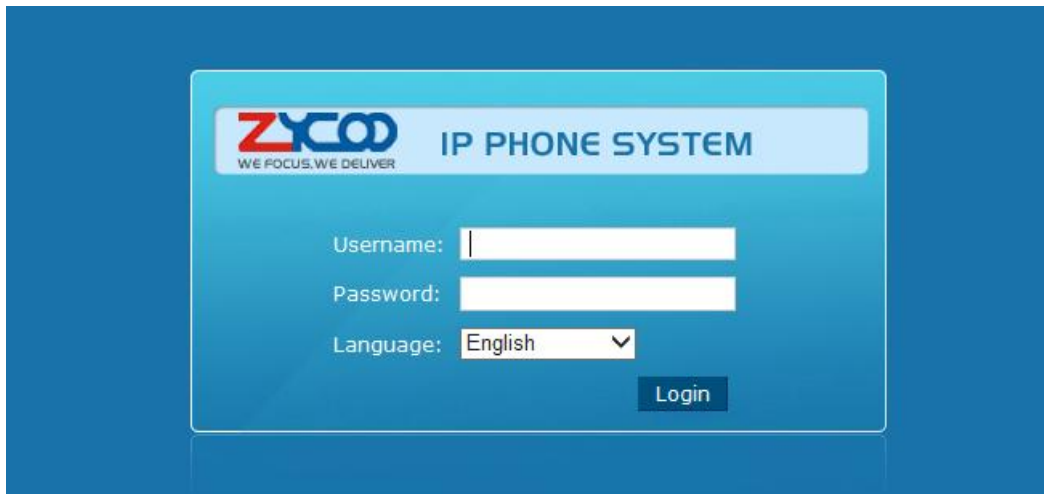 ZYCOO
WE FOCUS.WE DELIVER
IP PHONE SYSTEM
Username:
Password:
Language: English
Login